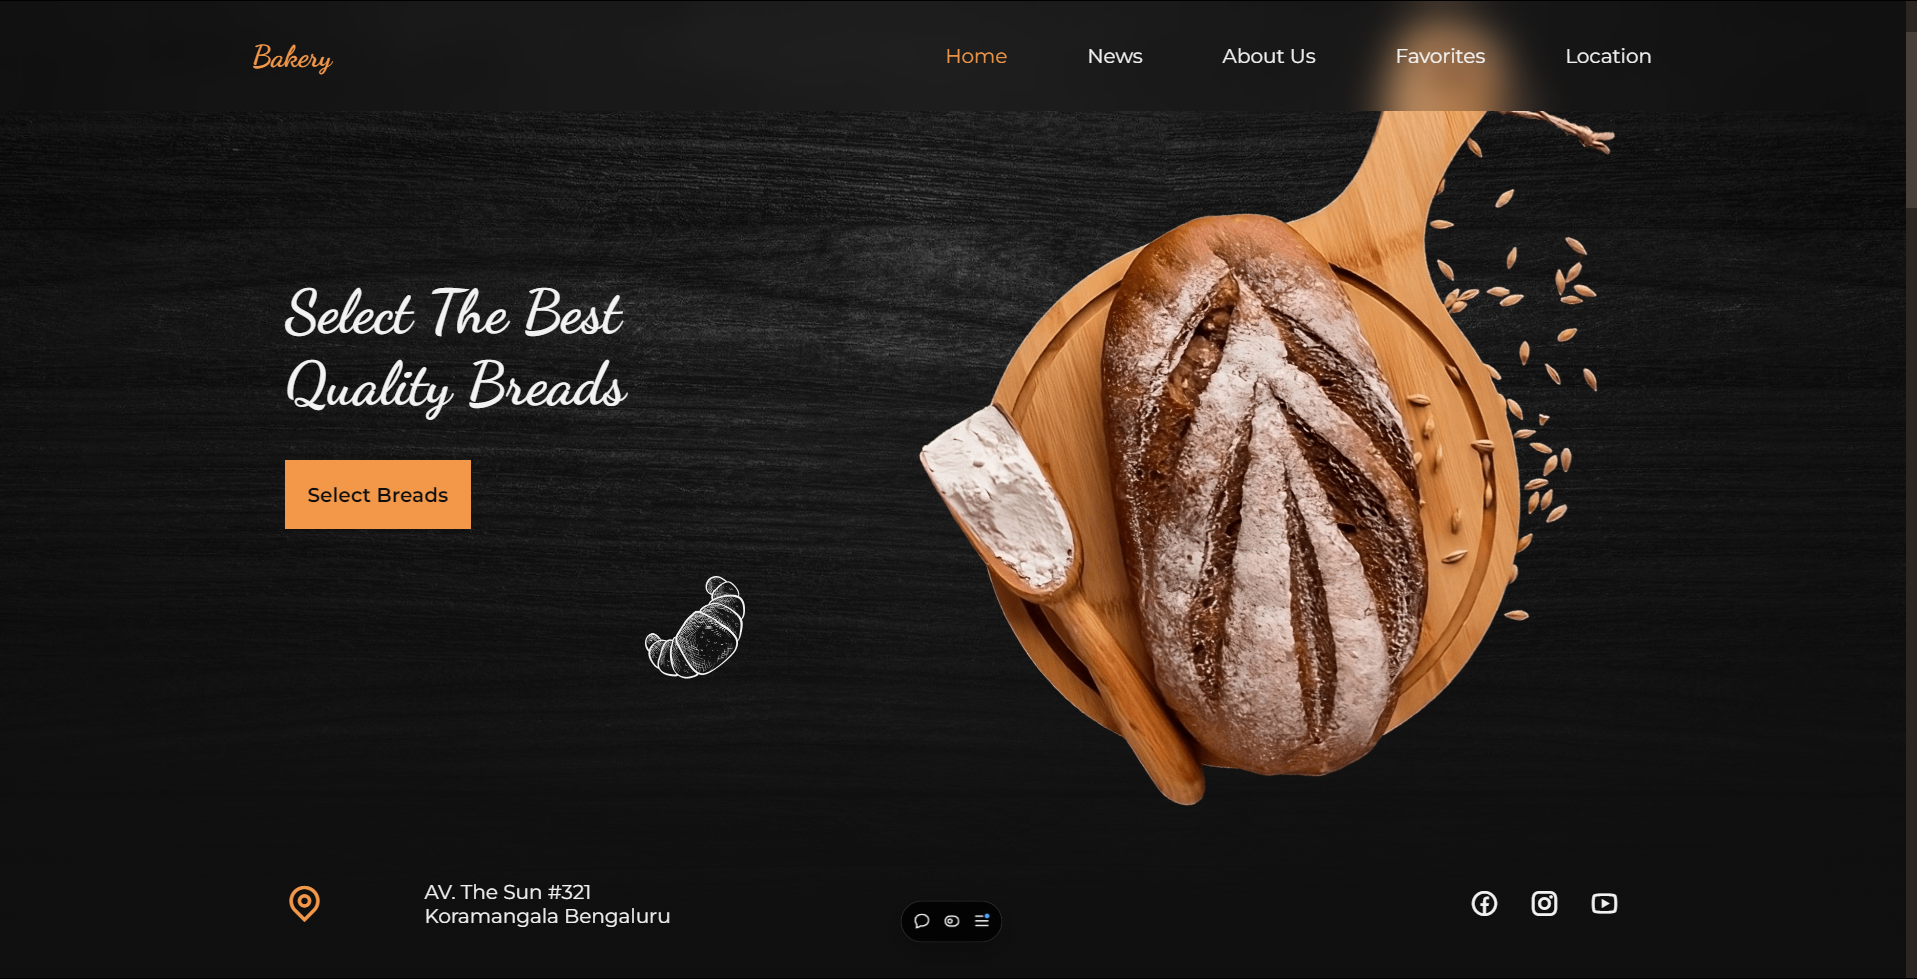 Bakery
Home
News
About Us
Favorites
Location
Select The Best
Quality Breads
Select Breads
AV. The Sun #321
Koramangala Bengaluru